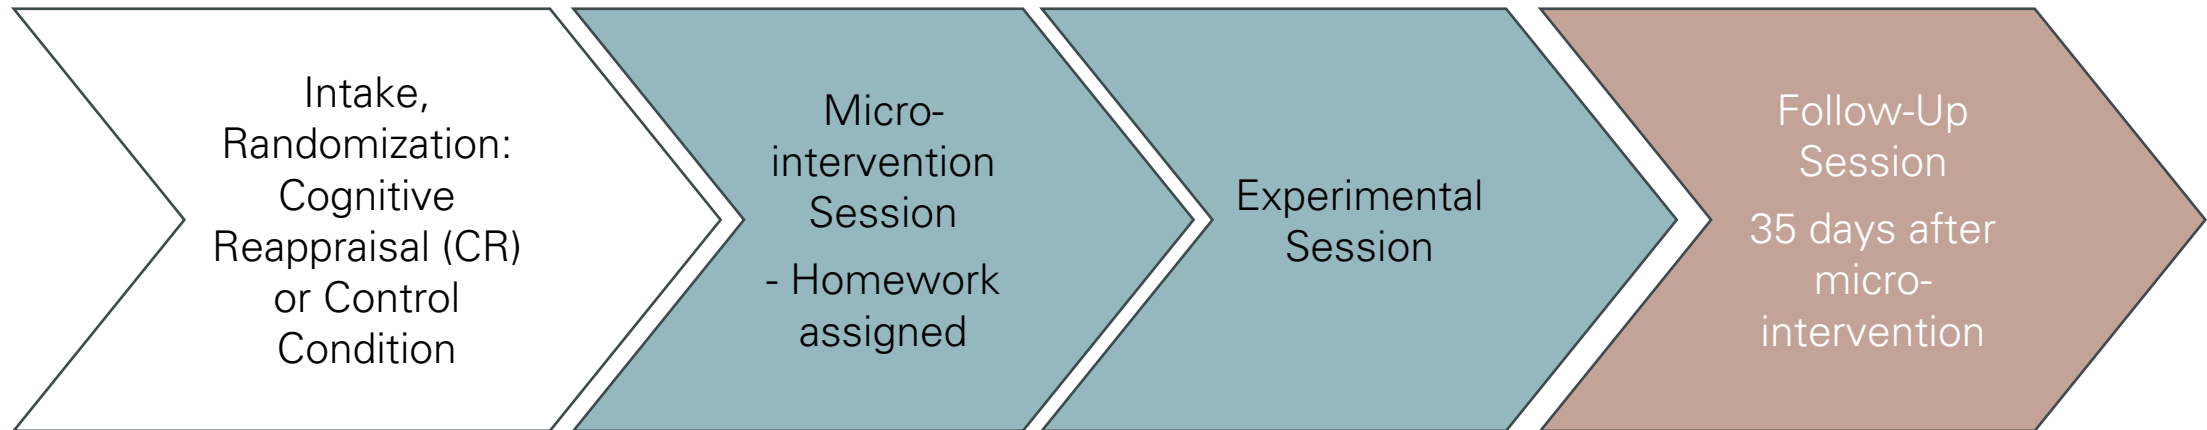 Intake,
Randomization:
Cognitive
Reappraisal (CR)
or Control
Condition
Micro-
intervention
Session
- Homework
assigned
Experimental
Session
Follow-Up
Session
35 days after
micro-
intervention